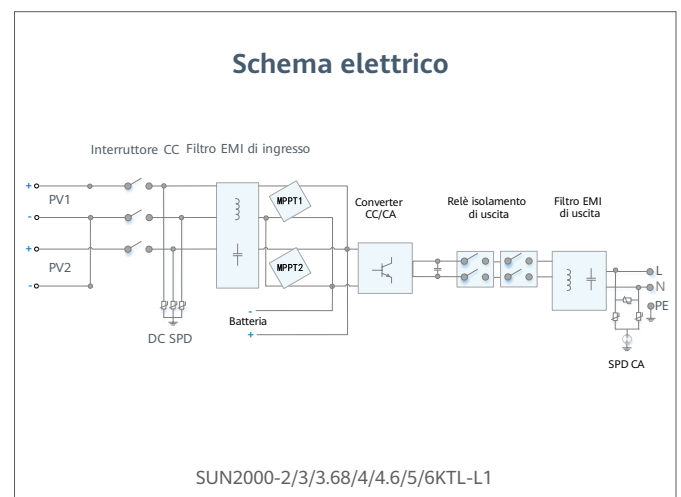 Schema elettrico
Interruttore CC Filtro EMI di ingresso
+
PV1
-
+
PV2
-
MPPT1
MPPT2
Converter
CC/CA
Relè isolamento
di uscita
Filtro EMI
di uscita
L
N
PE
-
Batteria
+
DC SPD
SPD CA
SUN2000-2/3/3.68/4/4.6/5/6KTL-L1